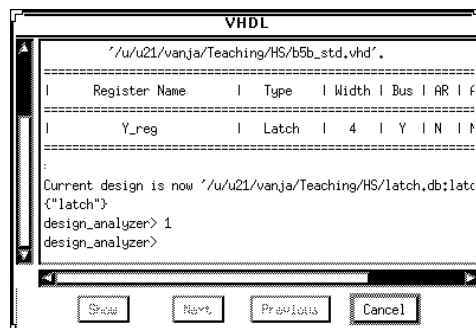 VHDL
'/u/u21/vanja/Teaching/HS/b5b_std.vhd'.
===============================================================
| Register Name | Type | Width | Bus | AR |
===============================================================
| Y_reg | Latch | 4 | Y | N |
===============================================================
:
Current design is now '/u/u21/vanja/Teaching/HS/latch.db:latc
{"latch"}
design_analyzer> 1
design_analyzer>
Show Next Previous Cancel